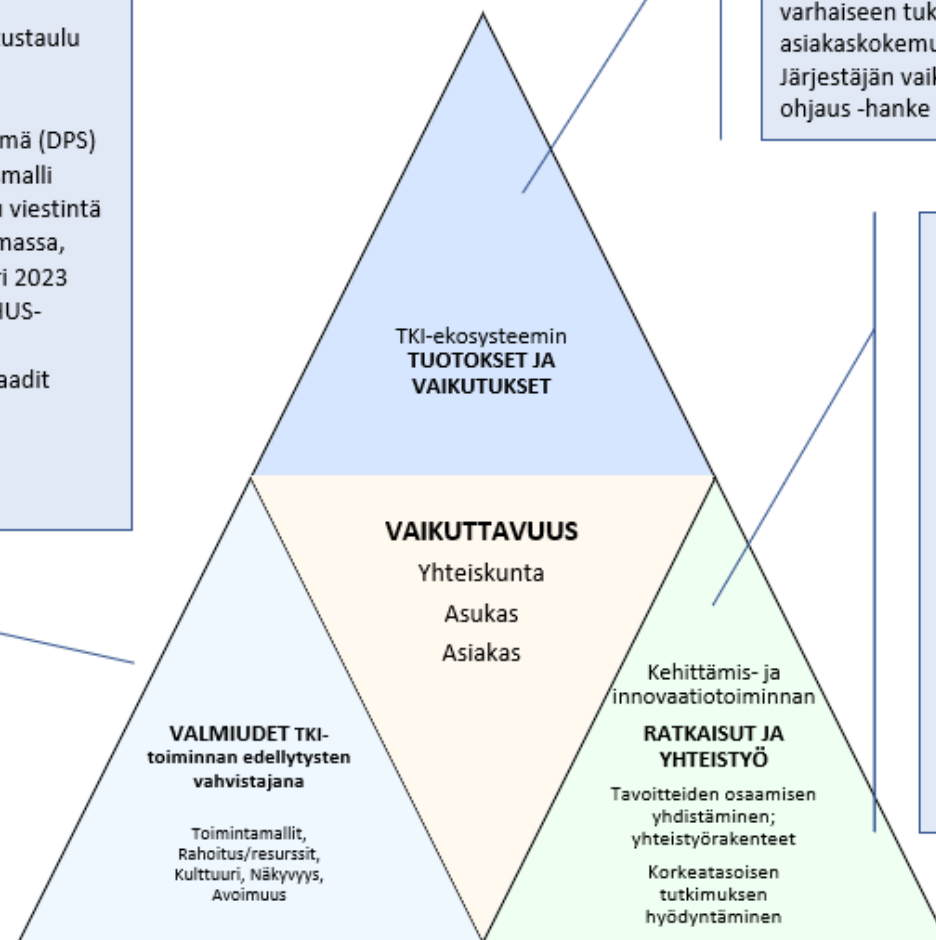 ustaulu
mä (DPS)
malli
viestintä
massa,
ri 2023
HUS-
aadit
varhaiseen tuk
asiakaskokemu
Järjestäjän vaik
ohjaus -hanke
TKI-ekosysteemin
TUOTOKSET JA
VAIKUTUKSET
VAIKUTTAVUUS
Yhteiskunta
Asukas
Asiakas
VALMIUDET TKI-
toiminnan edellytysten
vahvistajana
Toimintamallit,
Rahoitus/resurssit,
Kulttuuri, Näkyvyys,
Avoimuus
Kehittämis- ja
innovaatiotoiminnan
RATKAISUT JA
YHTEISTYÖ
Tavoitteiden osaamisen
yhdistäminen;
yhteistyörakenteet
Korkeatasoisen
tutkimuksen
hyödyntäminen